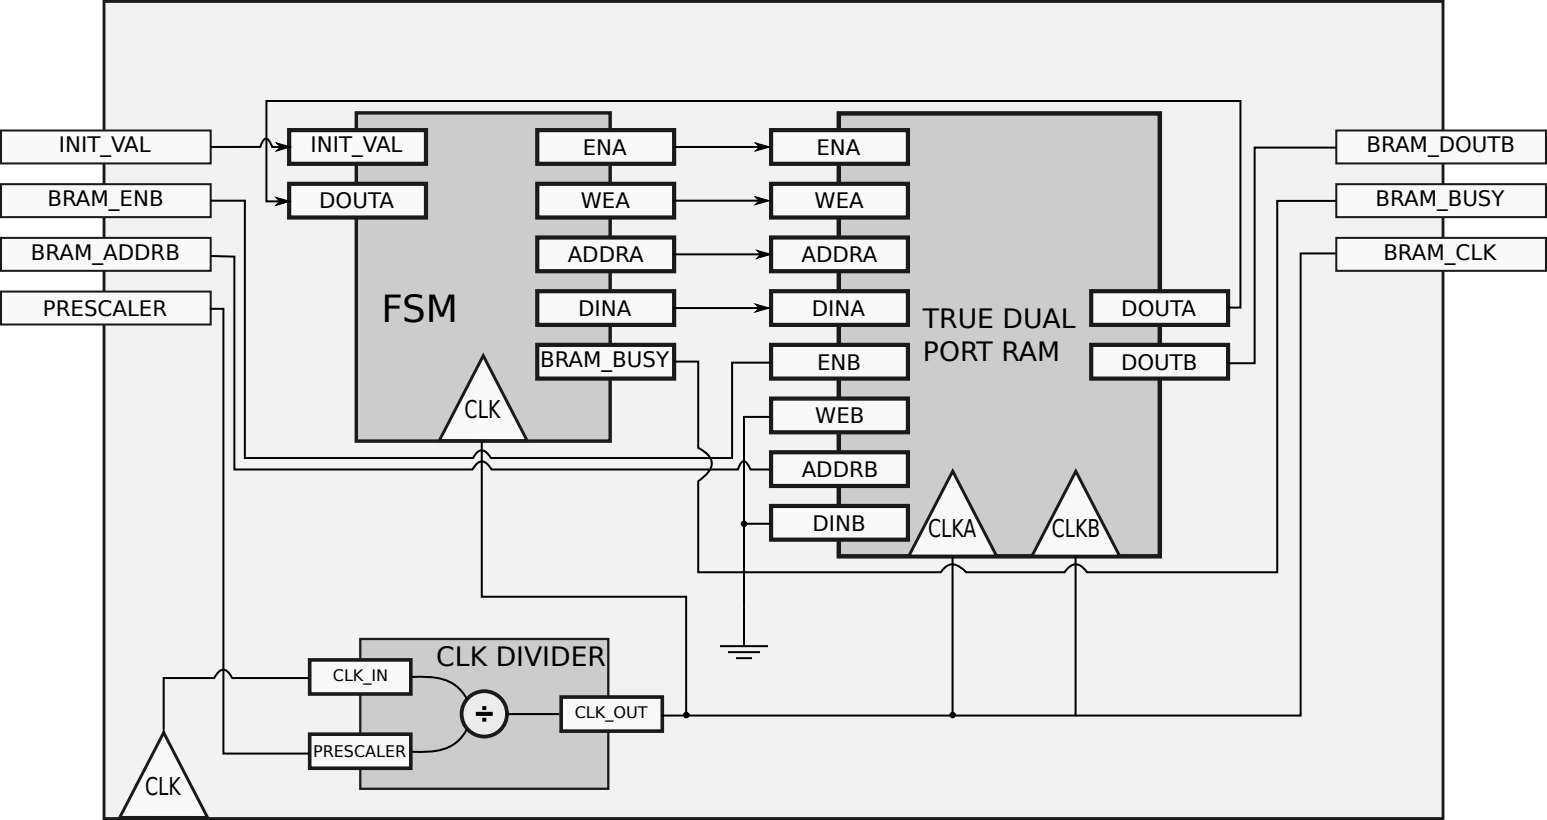 INIT_VAL
BRAM_ENB
BRAM_ADDRB
PRESCALER
INIT_VAL
DOUTA
FSM
CLK
ENA
WEA
ADDRA
DINA
BRAM_BUSY
ENA
WEA
ADDRA
DINA
ENB
WEB
ADDRB
DINB
TRUE DUAL
PORT RAM
DOUTA
DOUTB
CLKA
CLKB
BRAM_DOUTB
BRAM_BUSY
BRAM_CLK
CLK DIVIDER
CLK_IN
PRESCALER
÷
CLK_OUT
CLK